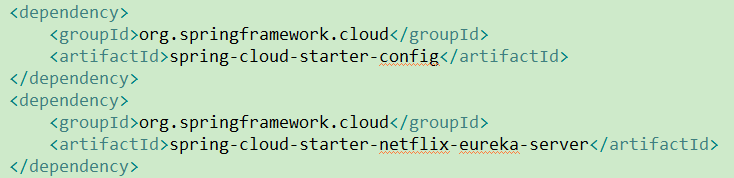 <dependency>
    <groupId>org.springframework.cloud</groupId>
    <artifactId>spring-cloud-starter-config</artifactId>
</dependency>
<dependency>
    <groupId>org.springframework.cloud</groupId>
    <artifactId>spring-cloud-starter-netflix-eureka-server</artifactId>
</dependency>